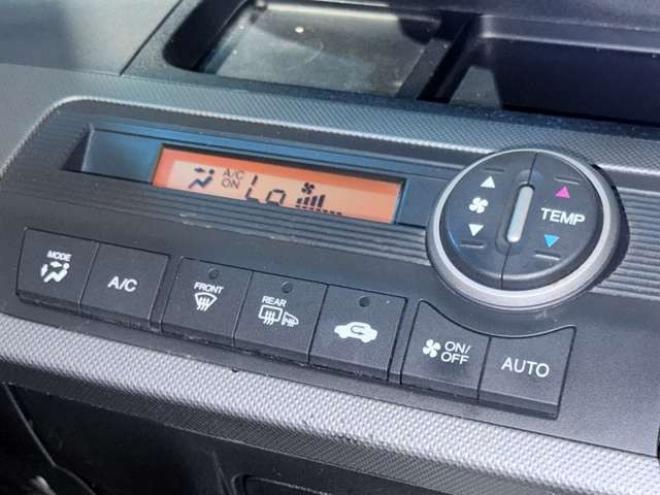 A/C
ON
Lo
TEMP
MODE
A/C
FRONT
REAR
ON/
OFF
AUTO